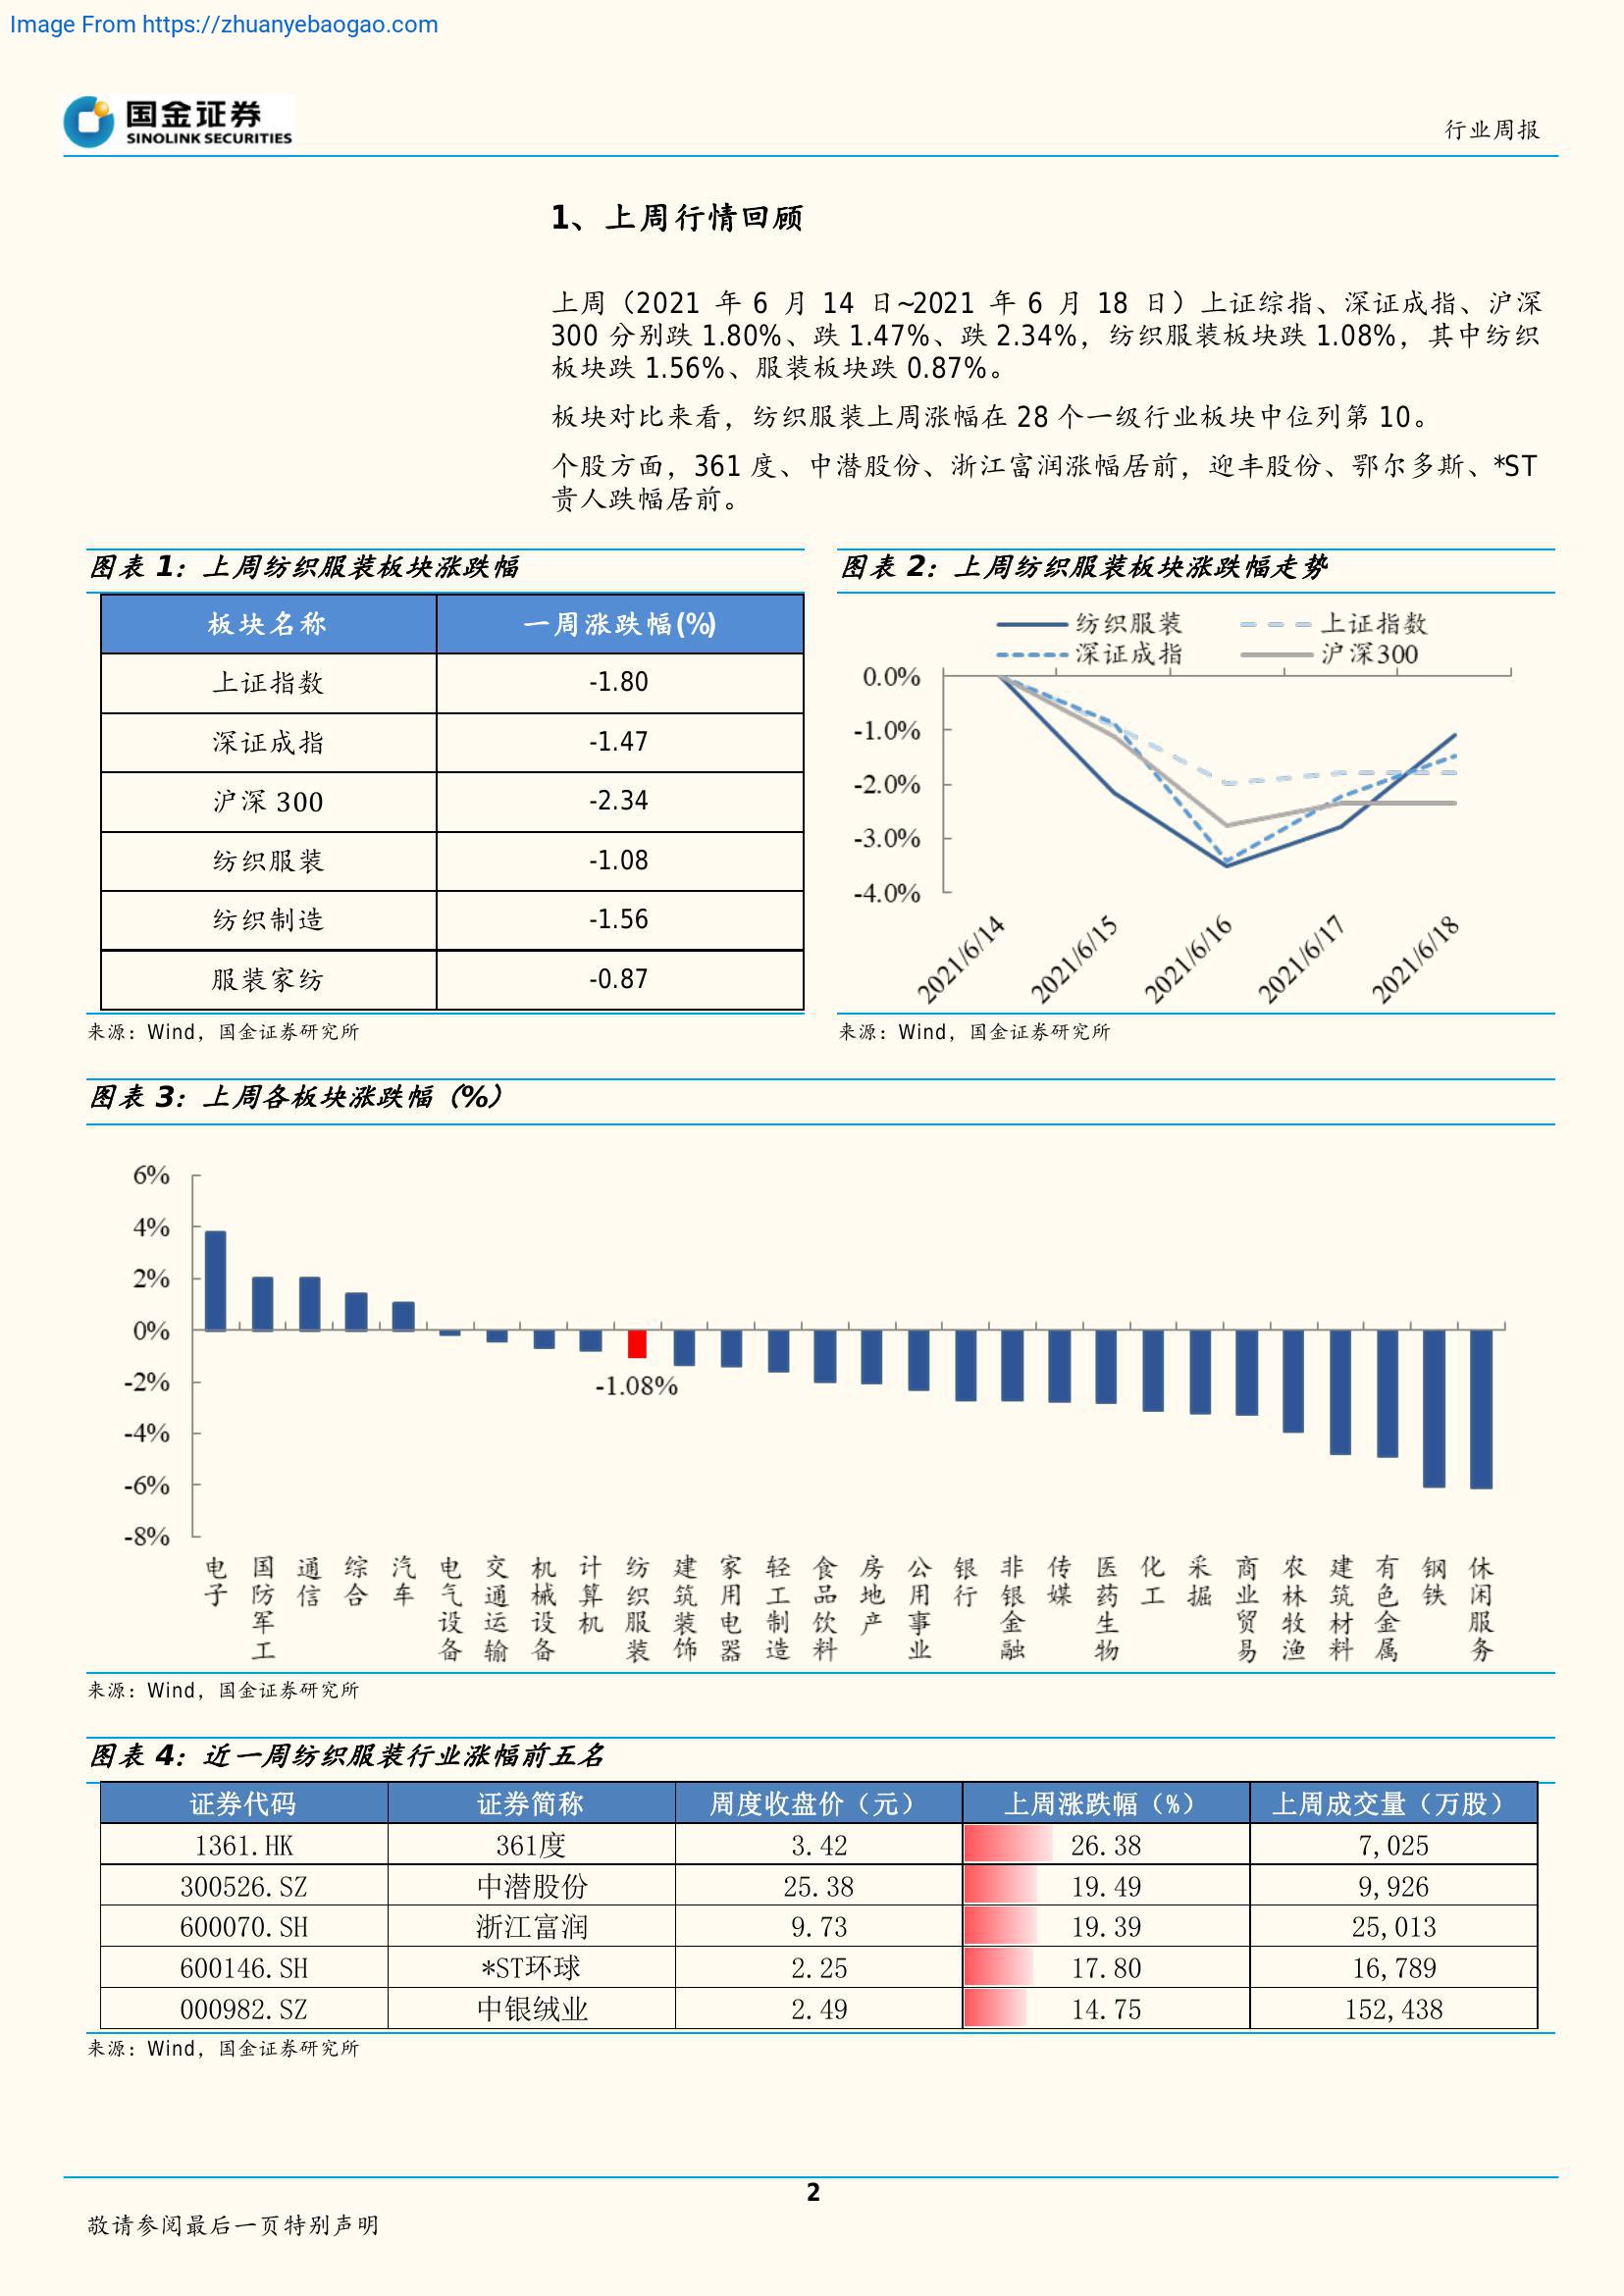 Image From https://zhuanyebaogao.com
国金证券
SINOLINK SECURITIES
行业周报
1、上周行情回顾
上周（2021 年 6 月 14 日~2021 年 6 月 18 日）上证综指、深证成指、沪深
300 分别跌 1.80%、跌 1.47%、跌 2.34%，纺织服装板块跌 1.08%，其中纺织
板块跌 1.56%、服装板块跌 0.87%。
板块对比来看，纺织服装上周涨幅在 28 个一级行业板块中位列第 10。
个股方面，361 度、中潜股份、浙江富润涨幅居前，迎丰股份、鄂尔多斯、*ST
贵人跌幅居前。
图表 1：上周纺织服装板块涨跌幅
板块名称 一周涨跌幅(%)
上证指数 -1.80
深证成指 -1.47
沪深 300 -2.34
纺织服装 -1.08
纺织制造 -1.56
服装家纺 -0.87
来源：Wind，国金证券研究所
图表 2：上周纺织服装板块涨跌幅走势
纺织服装 上证指数
深证成指 沪深300
0.0%
-1.0%
-2.0%
-3.0%
-4.0%
2021/6/14 2021/6/15 2021/6/16 2021/6/17 2021/6/18
来源：Wind，国金证券研究所
图表 3：上周各板块涨跌幅（%）
6%
4%
2%
0%
-2%
-4%
-6%
-8%
-1.08%
电子 国防军工 通信 综合 汽车 电气设备 交通运输 机械设备 计算机 纺织服装 建筑装饰 家用电器 轻工制造 食品饮料 房地产 公用事业 银行 非银金融 传媒 医药生物 化工 采掘 商业贸易 农林牧渔 建筑材料 有色金属 钢铁 休闲服务
来源：Wind，国金证券研究所
图表 4：近一周纺织服装行业涨幅前五名
证券代码 证券简称 周度收盘价（元） 上周涨跌幅（%） 上周成交量（万股）
1361.HK 361度 3.42 26.38 7,025
300526.SZ 中潜股份 25.38 19.49 9,926
600070.SH 浙江富润 9.73 19.39 25,013
600146.SH *ST环球 2.25 17.80 16,789
000982.SZ 中银绒业 2.49 14.75 152,438
来源：Wind，国金证券研究所
2
敬请参阅最后一页特别声明